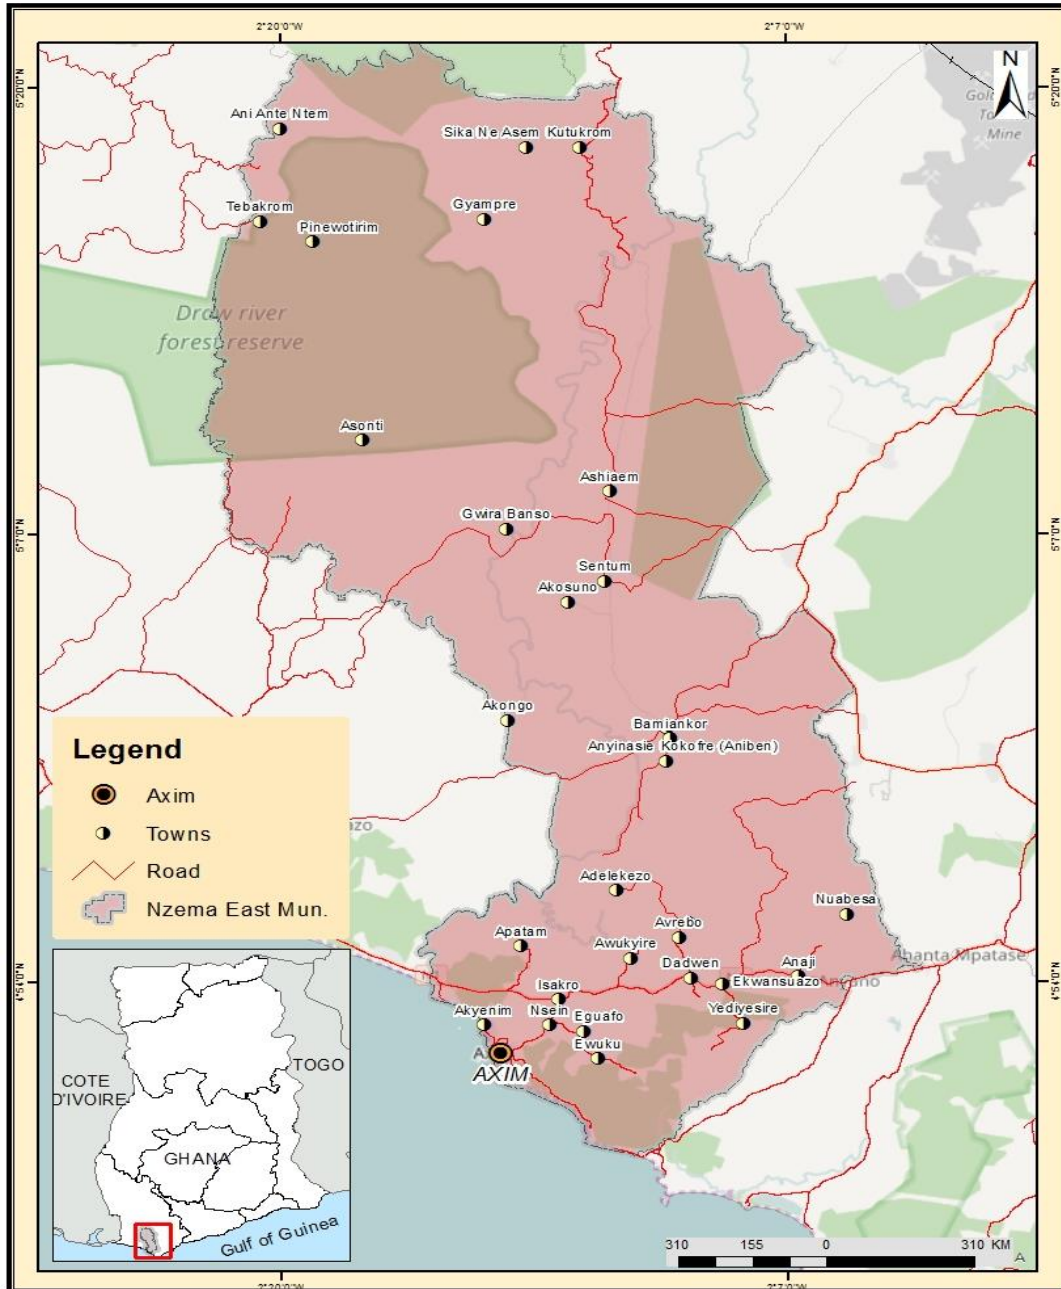 2°20'0"W
2°7'0"W
5°20'0"N
5°20'0"N
N
Ani Ante Ntem
Sika Ne Asem
Kutukrom
Mine
Tebakrom
Pinewotirim
Gyampre
Draw river
forest reserve
Asonti
Ashiaem
Gwira Banso
5°7'0"N
5°7'0"N
Sentum
Akosuno
Akongo
Bamiankor
Anyinasie Kokofre (Aniben)
Legend
Axim
Towns
Road
Nzema East Mun.
Adelekezo
Nuabesa
Apatam
Avrebo
Awukyire
Dadwen
Anaji
Ahanta Mpatase
Ekwansuazo
4°54'0"N
4°54'0"N
Isakro
Akyenim
Nsein
Eguafo
Yediyesire
Ewuku
AXIM
COTE
D'IVOIRE
TOGO
GHANA
Gulf of Guinea
310
155
0
310 KM
A
2°20'0"W
2°7'0"W